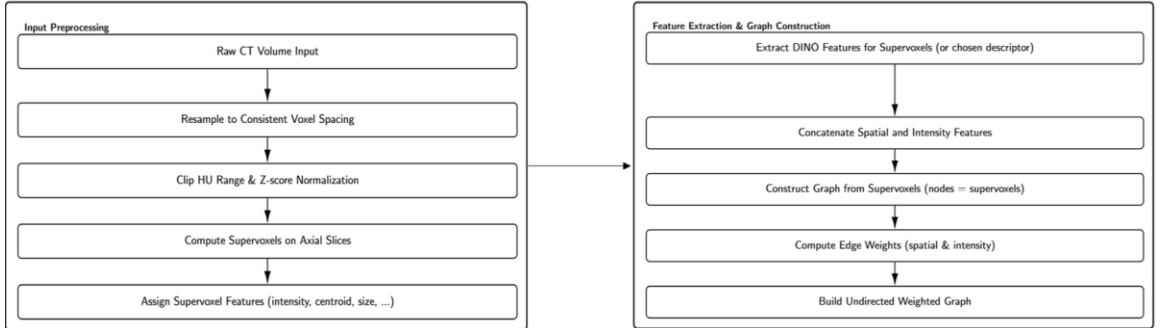 Input Preprocessing
Raw CT Volume Input
Resample to Consistent Voxel Spacing
Clip HU Range & Z-score Normalization
Compute Supervoxels on Axial Slices
Assign Supervoxel Features (intensity, centroid, size, ...)
Feature Extraction & Graph Construction
Extract DINO Features for Supervoxels (or chosen descriptor)
Concatenate Spatial and Intensity Features
Construct Graph from Supervoxels (nodes = supervoxels)
Compute Edge Weights (spatial & intensity)
Build Undirected Weighted Graph